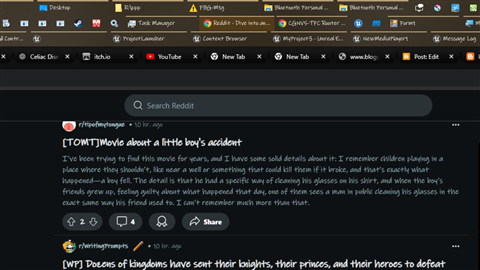 Desktop
Rippp
FBG-Mtg
Bluetooth Personal
Bluetooth Personal
Task Manager
Reddit - Dive into an
CGNVS-TPC Router
Form1
ProjectLauncher
Content Browser
MyProject3 - Unreal E
NewMediaPlayer1
Message Log
Celiac Dis
itch.io
YouTube
New Tab
New Tab
www.blog
Post: Edit
Search Reddit
r/tipofmytongue • 10 hr. ago
[TOMT]Movie about a little boy's accident
I've been trying to find this movie for years, and I have some solid details about it: I remember children playing in a
place where they shouldn't, like near a well or something that could kill them if it broke, and that's exactly what
happened—a boy fell. The detail is that he had a specific way of cleaning his glasses on his shirt, and when the boy's
friends grew up, feeling guilty about what happened that day, one of them sees a man in public cleaning his glasses in the
exact same way his friend used to. I can't remember much more than that.
2
4
Share
r/WritingPrompts • 10 hr. ago
[WP] Dozens of kingdoms have sent their knights, their princes, and their heroes to defeat